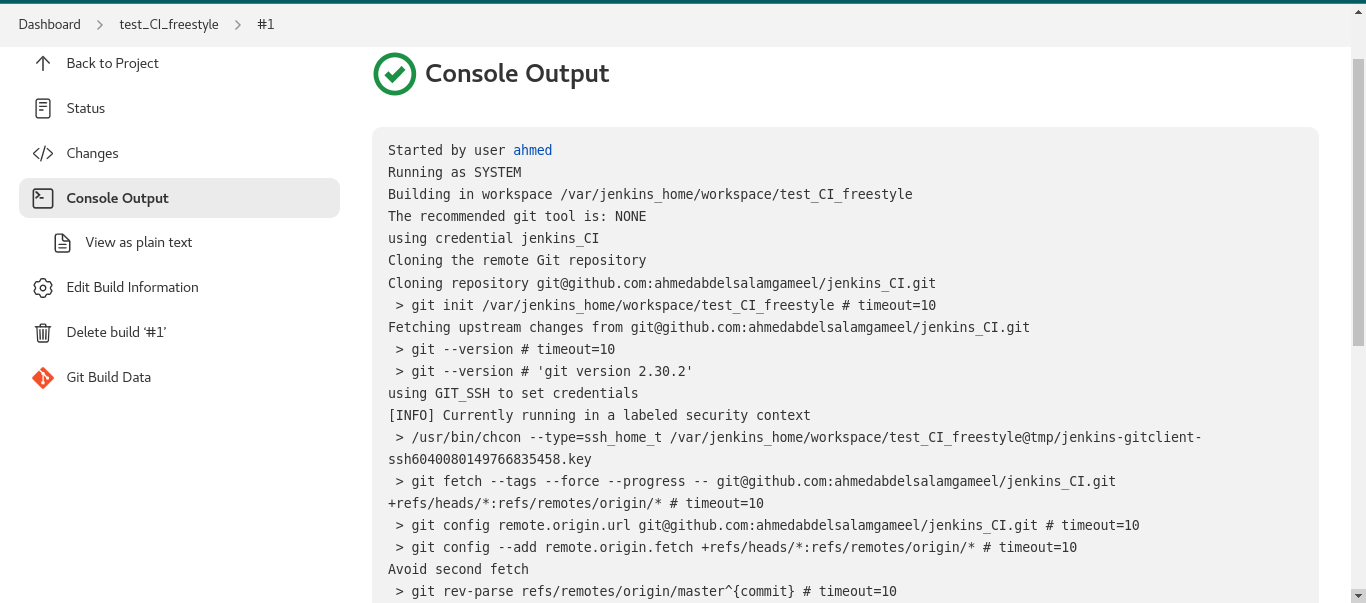 Dashboard > test_CI_freestyle > #1
Back to Project
Status
Changes
Console Output
View as plain text
Edit Build Information
Delete build ‘#1’
Git Build Data
Console Output
Started by user ahmed
Running as SYSTEM
Building in workspace /var/jenkins_home/workspace/test_CI_freestyle
The recommended git tool is: NONE
using credential jenkins_CI
Cloning the remote Git repository
Cloning repository git@github.com:ahmedabdelsalamgameel/jenkins_CI.git
 > git init /var/jenkins_home/workspace/test_CI_freestyle # timeout=10
Fetching upstream changes from git@github.com:ahmedabdelsalamgameel/jenkins_CI.git
 > git --version # timeout=10
 > git --version # 'git version 2.30.2'
using GIT_SSH to set credentials
[INFO] Currently running in a labeled security context
 > /usr/bin/chcon --type=ssh_home_t /var/jenkins_home/workspace/test_CI_freestyle@tmp/jenkins-gitclient-
ssh6040080149766835458.key
 > git fetch --tags --force --progress -- git@github.com:ahmedabdelsalamgameel/jenkins_CI.git
+refs/heads/*:refs/remotes/origin/* # timeout=10
 > git config remote.origin.url git@github.com:ahmedabdelsalamgameel/jenkins_CI.git # timeout=10
 > git config --add remote.origin.fetch +refs/heads/*:refs/remotes/origin/* # timeout=10
Avoid second fetch
 > git rev-parse refs/remotes/origin/master^{commit} # timeout=10